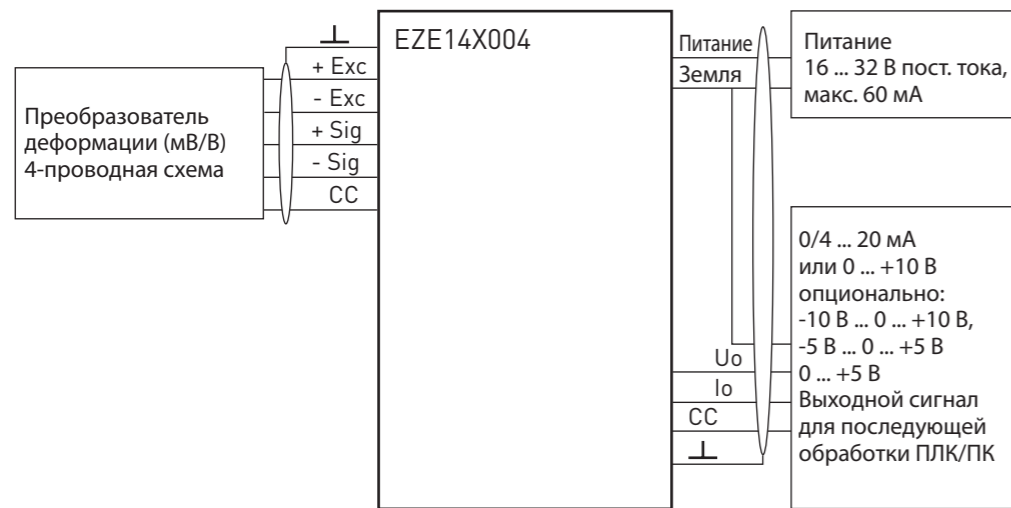 EZE14X004
+ Exc
- Exc
+ Sig
- Sig
CC
Преобразователь
деформации (мВ/В)
4-проводная схема
Питание
Земля
Питание
16 ... 32 В пост. тока,
макс. 60 мА
Uo
Io
CC
0/4 ... 20 мА
или 0 ... +10 В
опционально:
-10 В ... 0 ... +10 В,
-5 В ... 0 ... +5 В
0 ... +5 В
Выходной сигнал
для последующей
обработки ПЛК/ПК